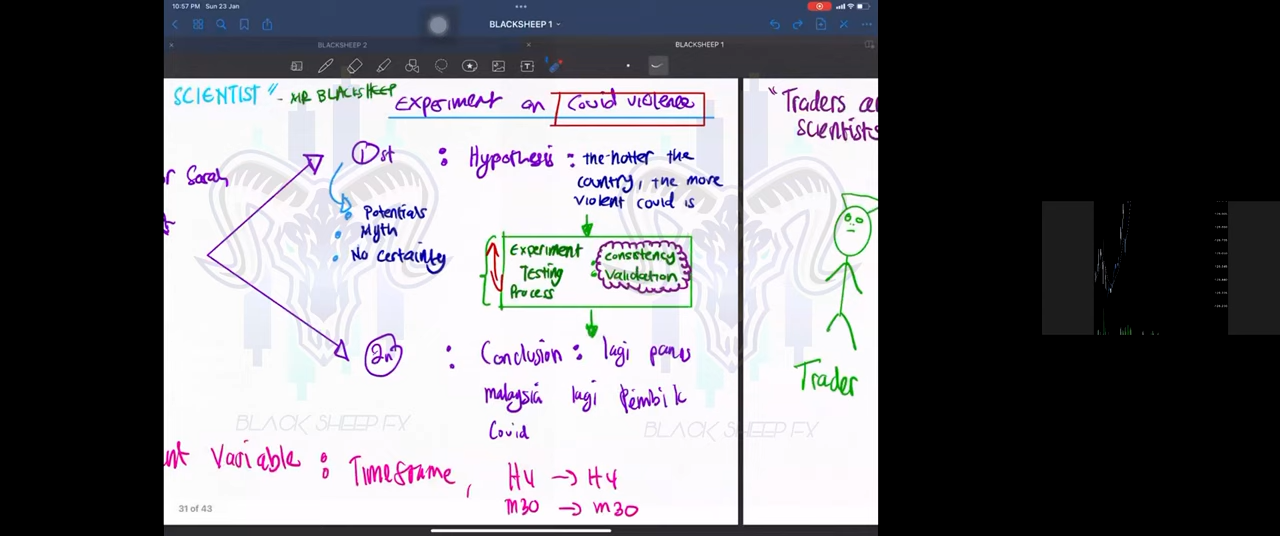 10:57 PM Sun 23 Jan
BLACKSHEEP 1
BLACKSHEEP 2
BLACKSHEEP 1
SCIENTIST" - MR BLACKSHEEP
Experiment on Covid violence
"Traders a
scientists
1st : Hypothesis : the hotter the
country, the more
violent covid is
r Sarah
Potentials
Myth
No certainty
Experiment
Testing
Process
: Consistency
: Validation
2nd : Conclusion : lagi panas
malaysia lagi
Covid
Trader
BLACK SHEEP FX
BLACK SHEEP FX
nt Variable : Timeframe, H4 → H4
m30 → m30
31 of 43